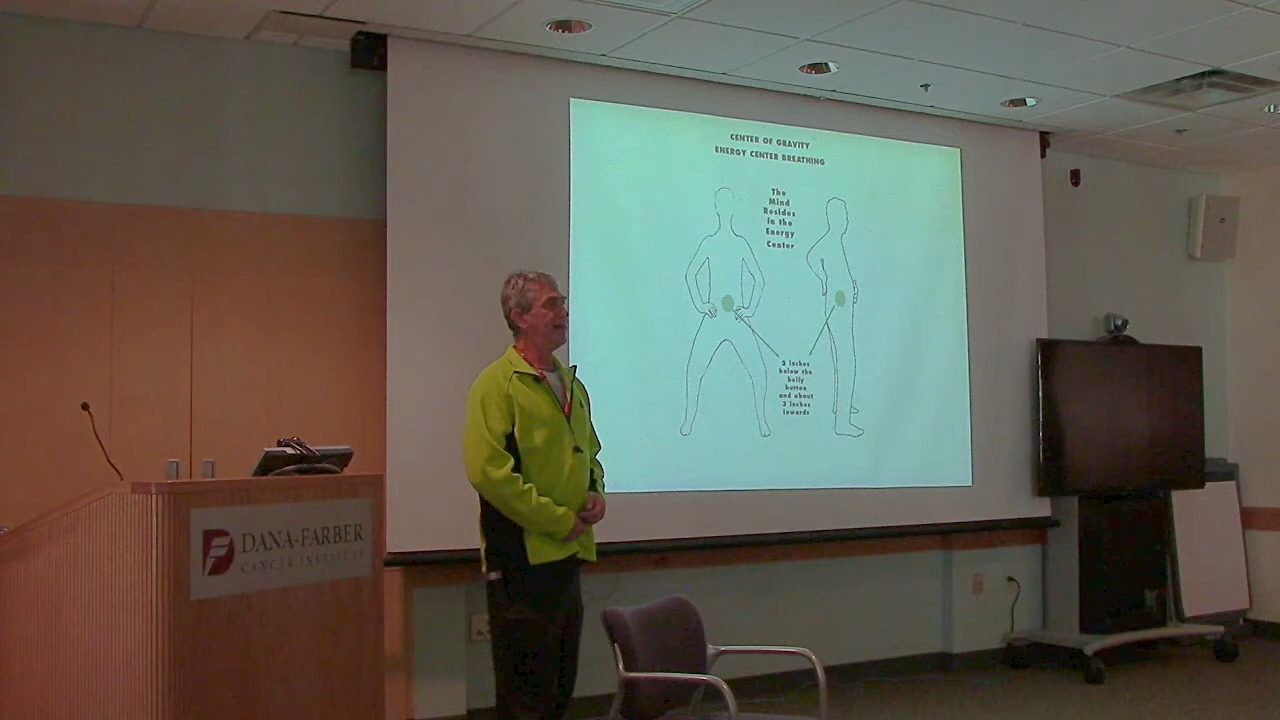 CENTER OF GRAVITY
ENERGY CENTER BREATHING
The
Mind
Resides
in the
Energy
Center
2 inches
below the
belly
button
and about
3 inches
inwards
DANA-FARBER
CANCER INSTITUTE